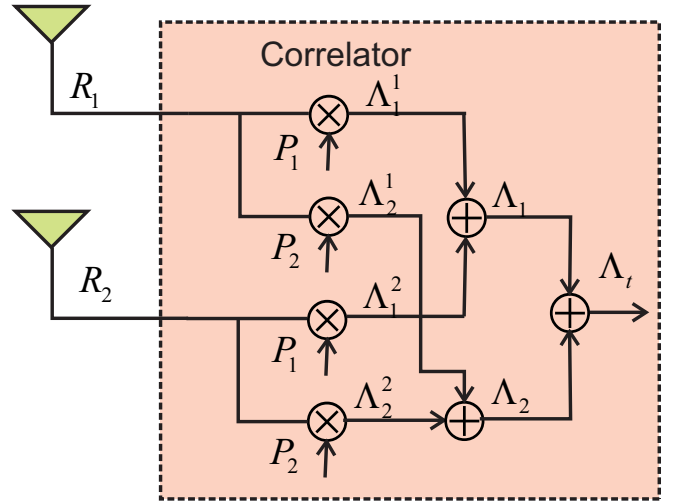 Correlator
R₁
Λ₁¹
P₁
Λ₂¹
Λ₁
P₂
Λₜ
R₂
Λ₁²
P₁
Λ₂²
Λ₂
P₂